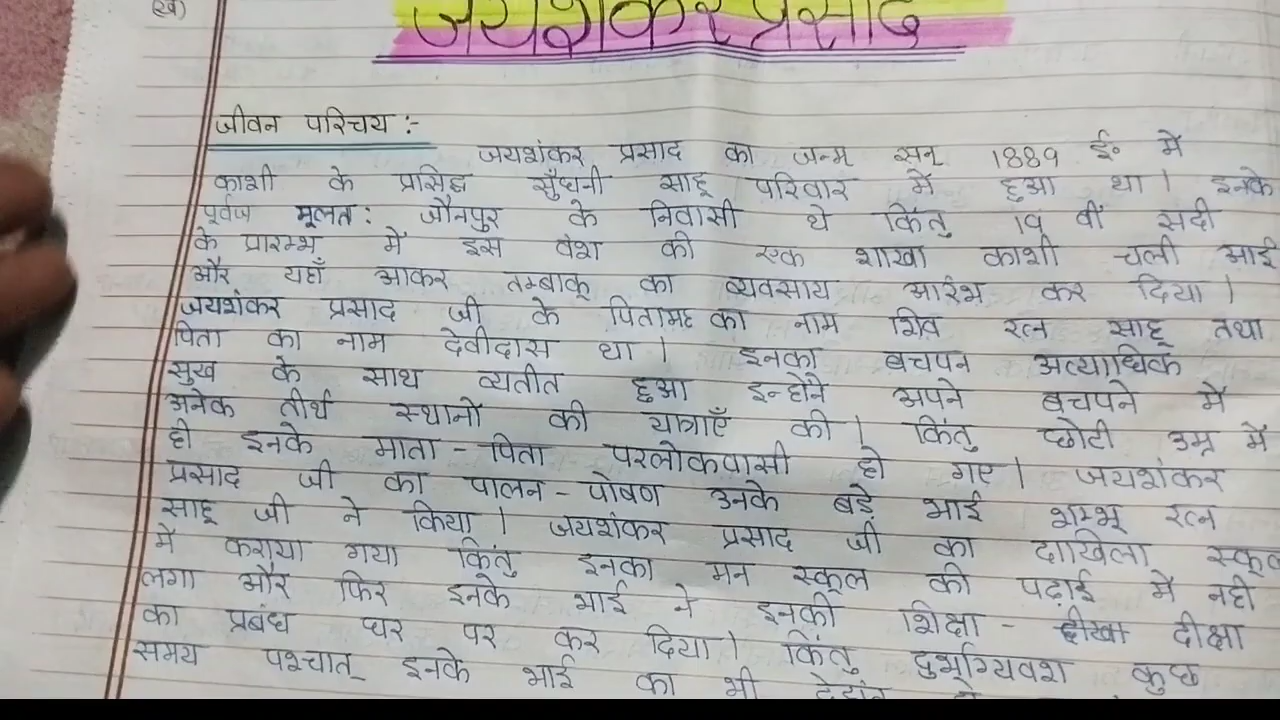 (ख)
जयशंकर प्रसाद
जीवन परिचय :-
जयशंकर प्रसाद का जन्म सन् 1889 ई॰ में
काशी के प्रसिद्ध सुँघनी साहू परिवार में हुआ था। इनके
पूर्वज मूलत: जौनपुर के निवासी थे किंतु 19 वीं सदी
के प्रारम्भ में इस वंश की एक शाखा काशी चली आई
और यहाँ आकर तम्बाकू का व्यवसाय आरंभ कर दिया।
जयशंकर प्रसाद जी के पितामह का नाम शिव रत्न साहू तथा
पिता का नाम देवीदास था। इनका बचपन अत्याधिक
सुख के साथ व्यतीत हुआ इन्होने अपने बचपने में
अनेक तीर्थ स्थानों की यात्राएँ की। किंतु छोटी उम्र में
ही इनके माता - पिता परलोकवासी हो गए। जयशंकर
प्रसाद जी का पालन - पोषण उनके बड़े भाई शम्भू रत्न
साहू जी ने किया। जयशंकर प्रसाद जी का दाखिला स्कूल
में कराया गया किंतु इनका मन स्कूल की पढ़ाई में नही
लगा और फिर इनके भाई ने इनकी शिक्षा - दीक्षा
का प्रबंध घर पर कर दिया। किंतु दुर्भाग्यवश कुछ
समय पश्चात् इनके भाई का भी